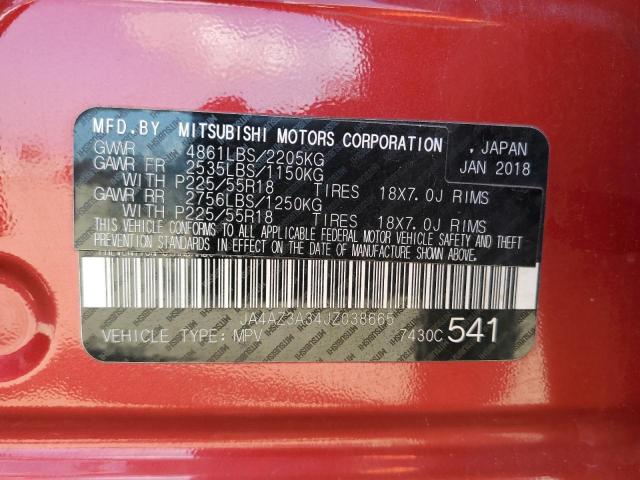 MFD.BY MITSUBISHI MOTORS CORPORATION , JAPAN
GVWR 4861LBS/2205KG JAN 2018
GAWR FR 2535LBS/1150KG
WITH P225/55R18 TIRES 18X7.0J RIMS
GAWR RR 2756LBS/1250KG
WITH P225/55R18 TIRES 18X7.0J RIMS
THIS VEHICLE CONFORMS TO ALL APPLICABLE FEDERAL MOTOR VEHICLE SAFETY AND THEFT
PREVENTION STANDARDS IN EFFECT ON THE DATE OF MANUFACTURE SHOWN ABOVE.
JA4AZ3A34JZ038665
VEHICLE TYPE: MPV 7430C 541